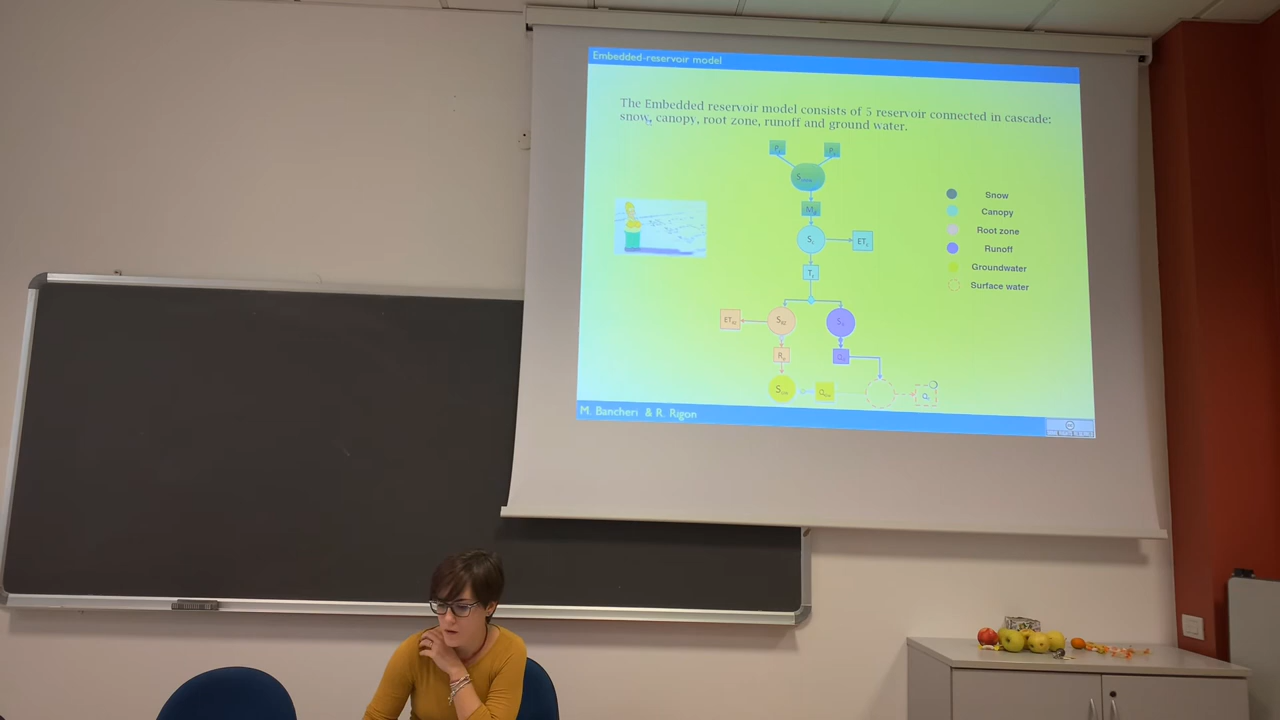 Embedded-reservoir model
The Embedded reservoir model consists of 5 reservoir connected in cascade:
snow, canopy, root zone, runoff and ground water.
Snow
Canopy
Root zone
Runoff
Groundwater
Surface water
M. Bancheri & R. Rigon